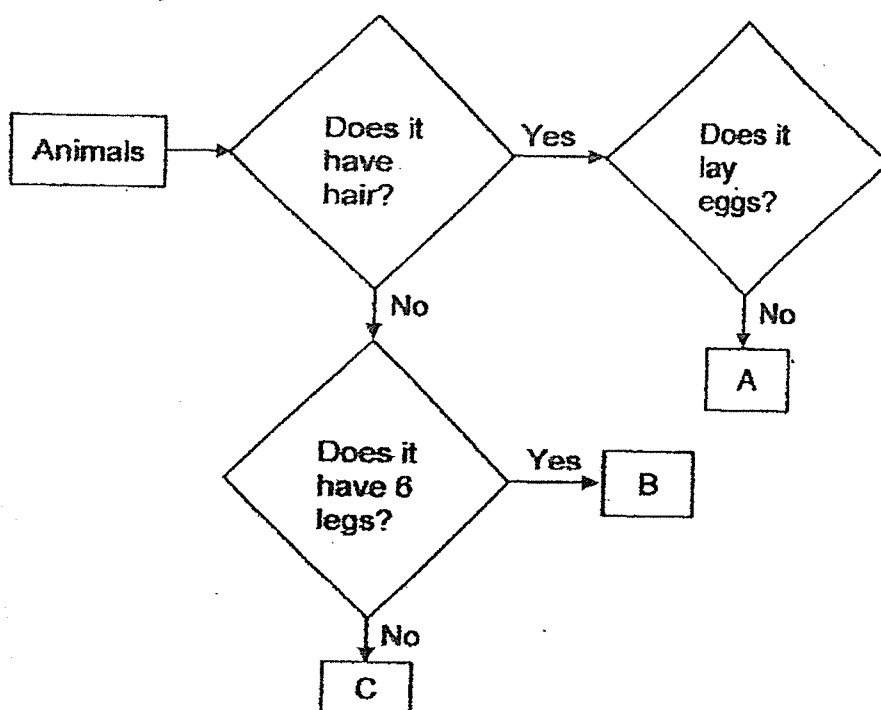 Animals
Does it
have
hair?
Yes
Does it
lay
eggs?
No
A
No
Does it
have 6
legs?
Yes
B
No
C